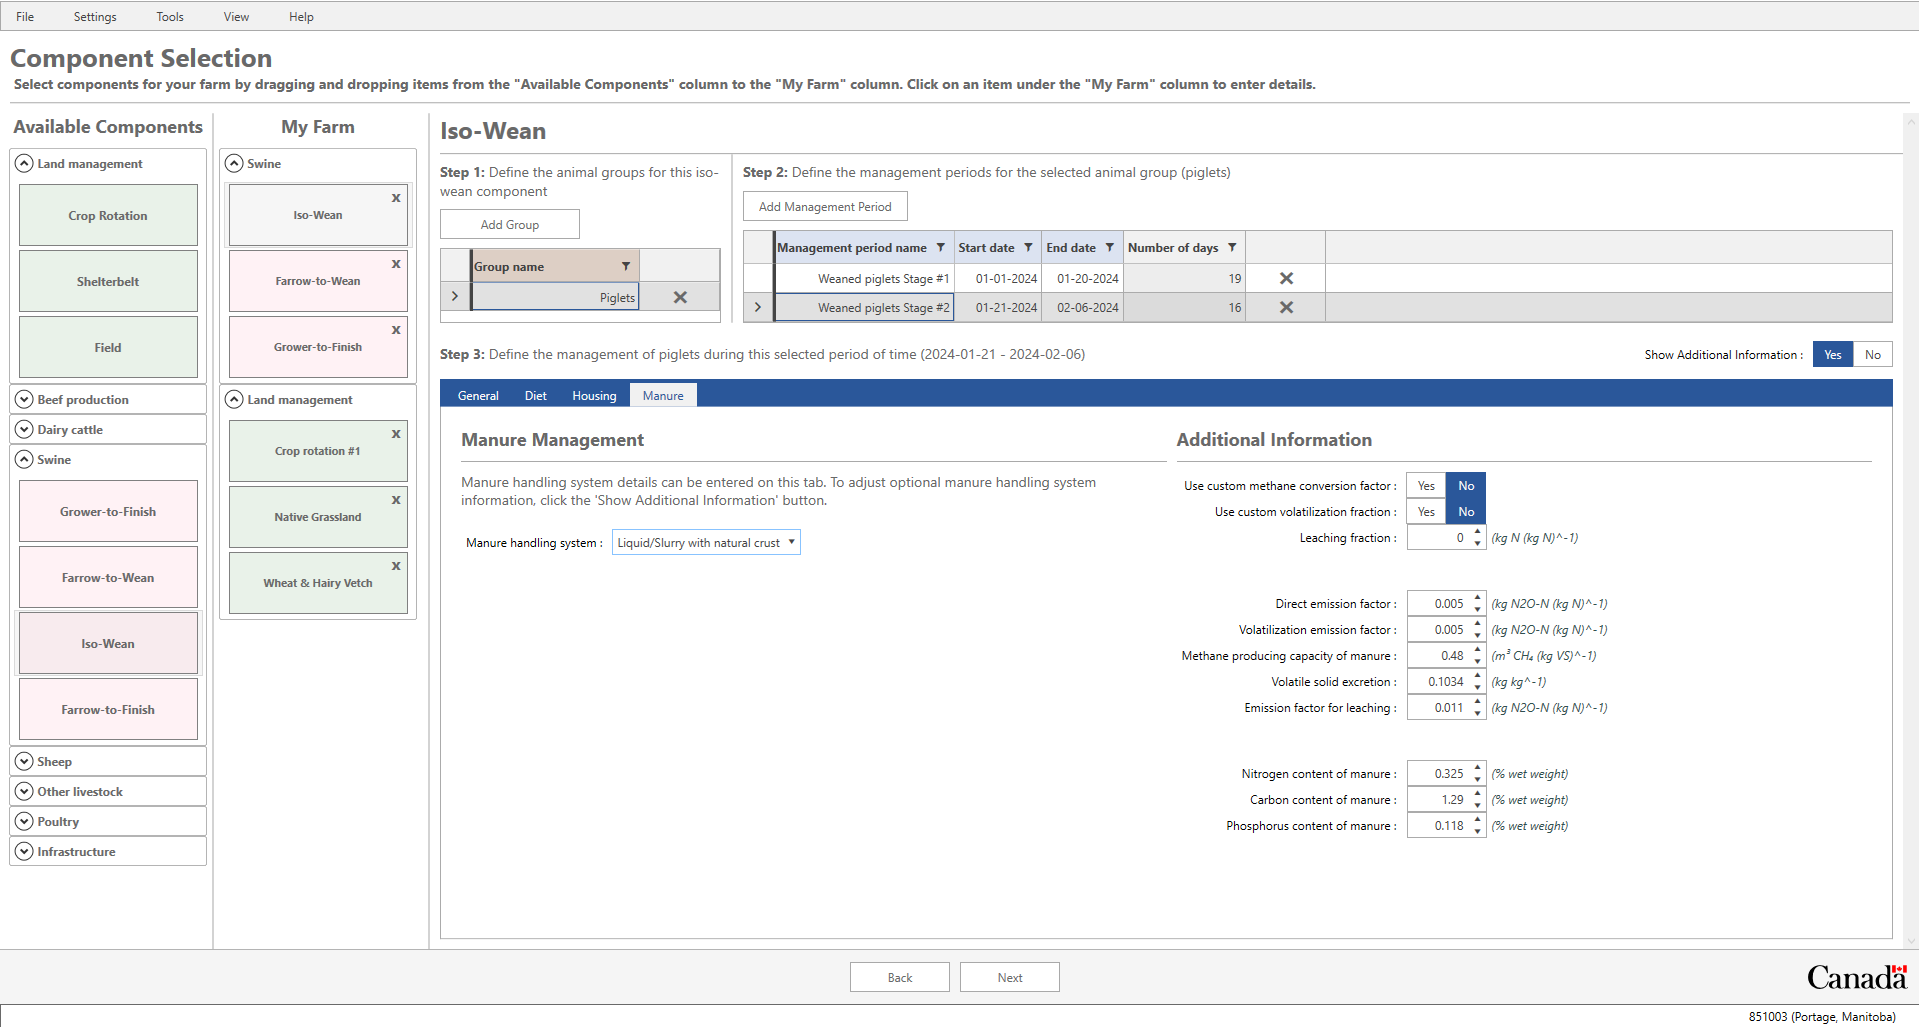 File Settings Tools View Help
Component Selection
Select components for your farm by dragging and dropping items from the "Available Components" column to the "My Farm" column. Click on an item under the "My Farm" column to enter details.
Available Components
Land management
Crop Rotation
Shelterbelt
Field
Beef production
Dairy cattle
Swine
Grower-to-Finish
Farrow-to-Wean
Iso-Wean
Farrow-to-Finish
Sheep
Other livestock
Poultry
Infrastructure
My Farm
Swine
Iso-Wean x
Farrow-to-Wean x
Grower-to-Finish x
Land management
Crop rotation #1 x
Native Grassland x
Wheat & Hairy Vetch x
Iso-Wean
Step 1: Define the animal groups for this iso-
wean component
Add Group
Group name
Piglets
Step 2: Define the management periods for the selected animal group (piglets)
Add Management Period
Management period name Start date End date Number of days
Weaned piglets Stage #1 01-01-2024 01-20-2024 19
Weaned piglets Stage #2 01-21-2024 02-06-2024 16
Step 3: Define the management of piglets during this selected period of time (2024-01-21 - 2024-02-06)
Show Additional Information : Yes No
General Diet Housing Manure
Manure Management
Manure handling system details can be entered on this tab. To adjust optional manure handling system
information, click the 'Show Additional Information' button.
Manure handling system : Liquid/Slurry with natural crust
Additional Information
Use custom methane conversion factor : Yes No
Use custom volatilization fraction : Yes No
Leaching fraction : 0 (kg N (kg N)^-1)
Direct emission factor : 0.005 (kg N2O-N (kg N)^-1)
Volatilization emission factor : 0.005 (kg N2O-N (kg N)^-1)
Methane producing capacity of manure : 0.48 (m³ CH₄ (kg VS)^-1)
Volatile solid excretion : 0.1034 (kg kg^-1)
Emission factor for leaching : 0.011 (kg N2O-N (kg N)^-1)
Nitrogen content of manure : 0.325 (% wet weight)
Carbon content of manure : 1.29 (% wet weight)
Phosphorus content of manure : 0.118 (% wet weight)
Back Next
Canada
851003 (Portage, Manitoba)